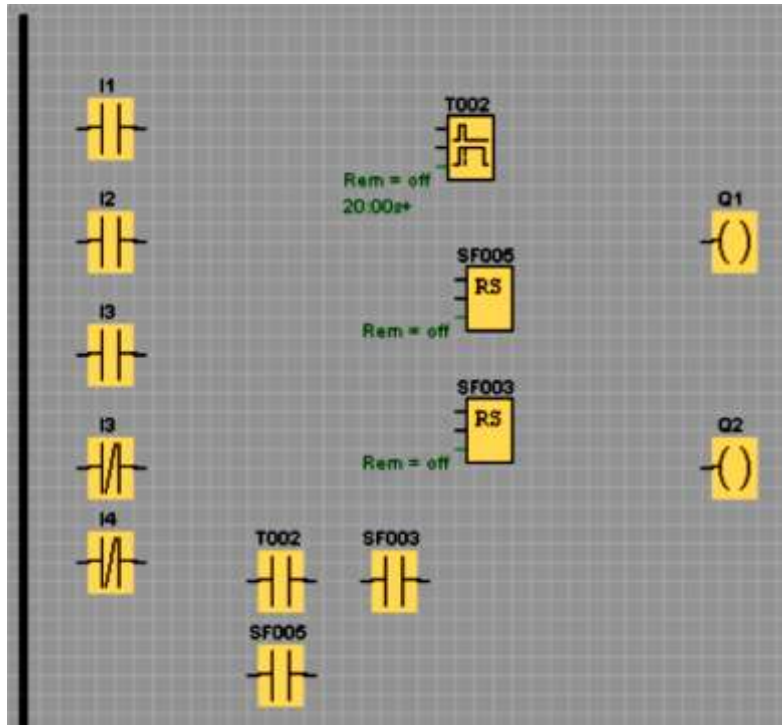 I1
T002
Rem = off
20:00s+
I2
Q1
SF005
RS
Rem = off
I3
SF003
RS
Rem = off
I3
Q2
I4
T002
SF003
SF005